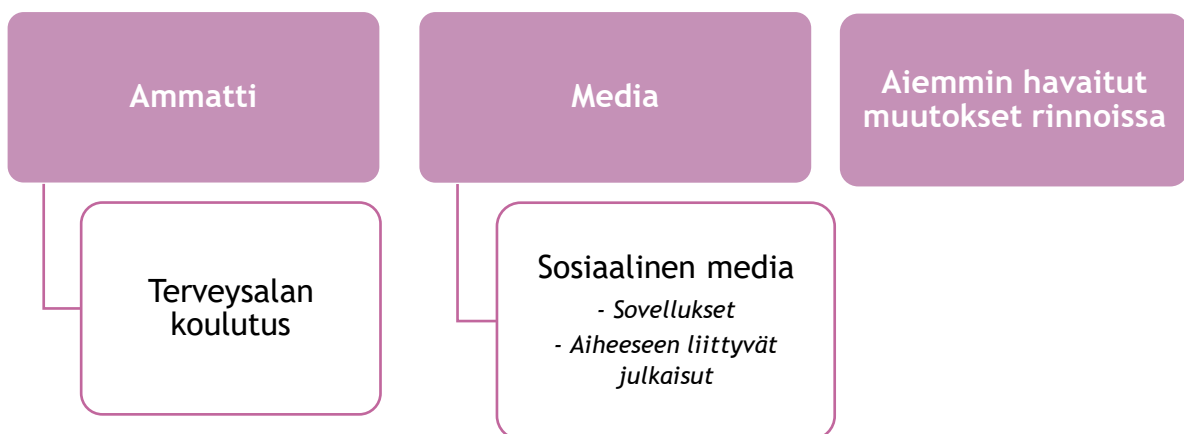 Ammatti
Media
Aiemmin havaitut
muutokset rinnoissa
Terveysalan
koulutus
Sosiaalinen media
- Sovellukset
- Aiheeseen liittyvät
julkaisut